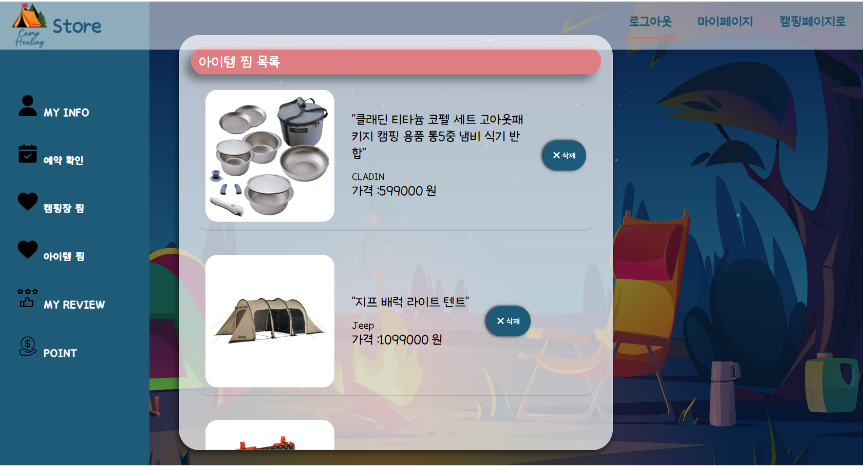 Camp Healing
Store
로그아웃
마이페이지
캠핑페이지로
MY INFO
예약 확인
캠핑장 찜
아이템 찜
MY REVIEW
POINT
아이템 찜 목록
"클래딘 티타늄 코펠 세트 고아웃패
키지 캠핑 용품 통5중 냄비 식기 반
합"
CLADIN
가격 :599000 원
✕ 삭제
"지프 배럭 라이트 텐트"
Jeep
가격 :1099000 원
✕ 삭제